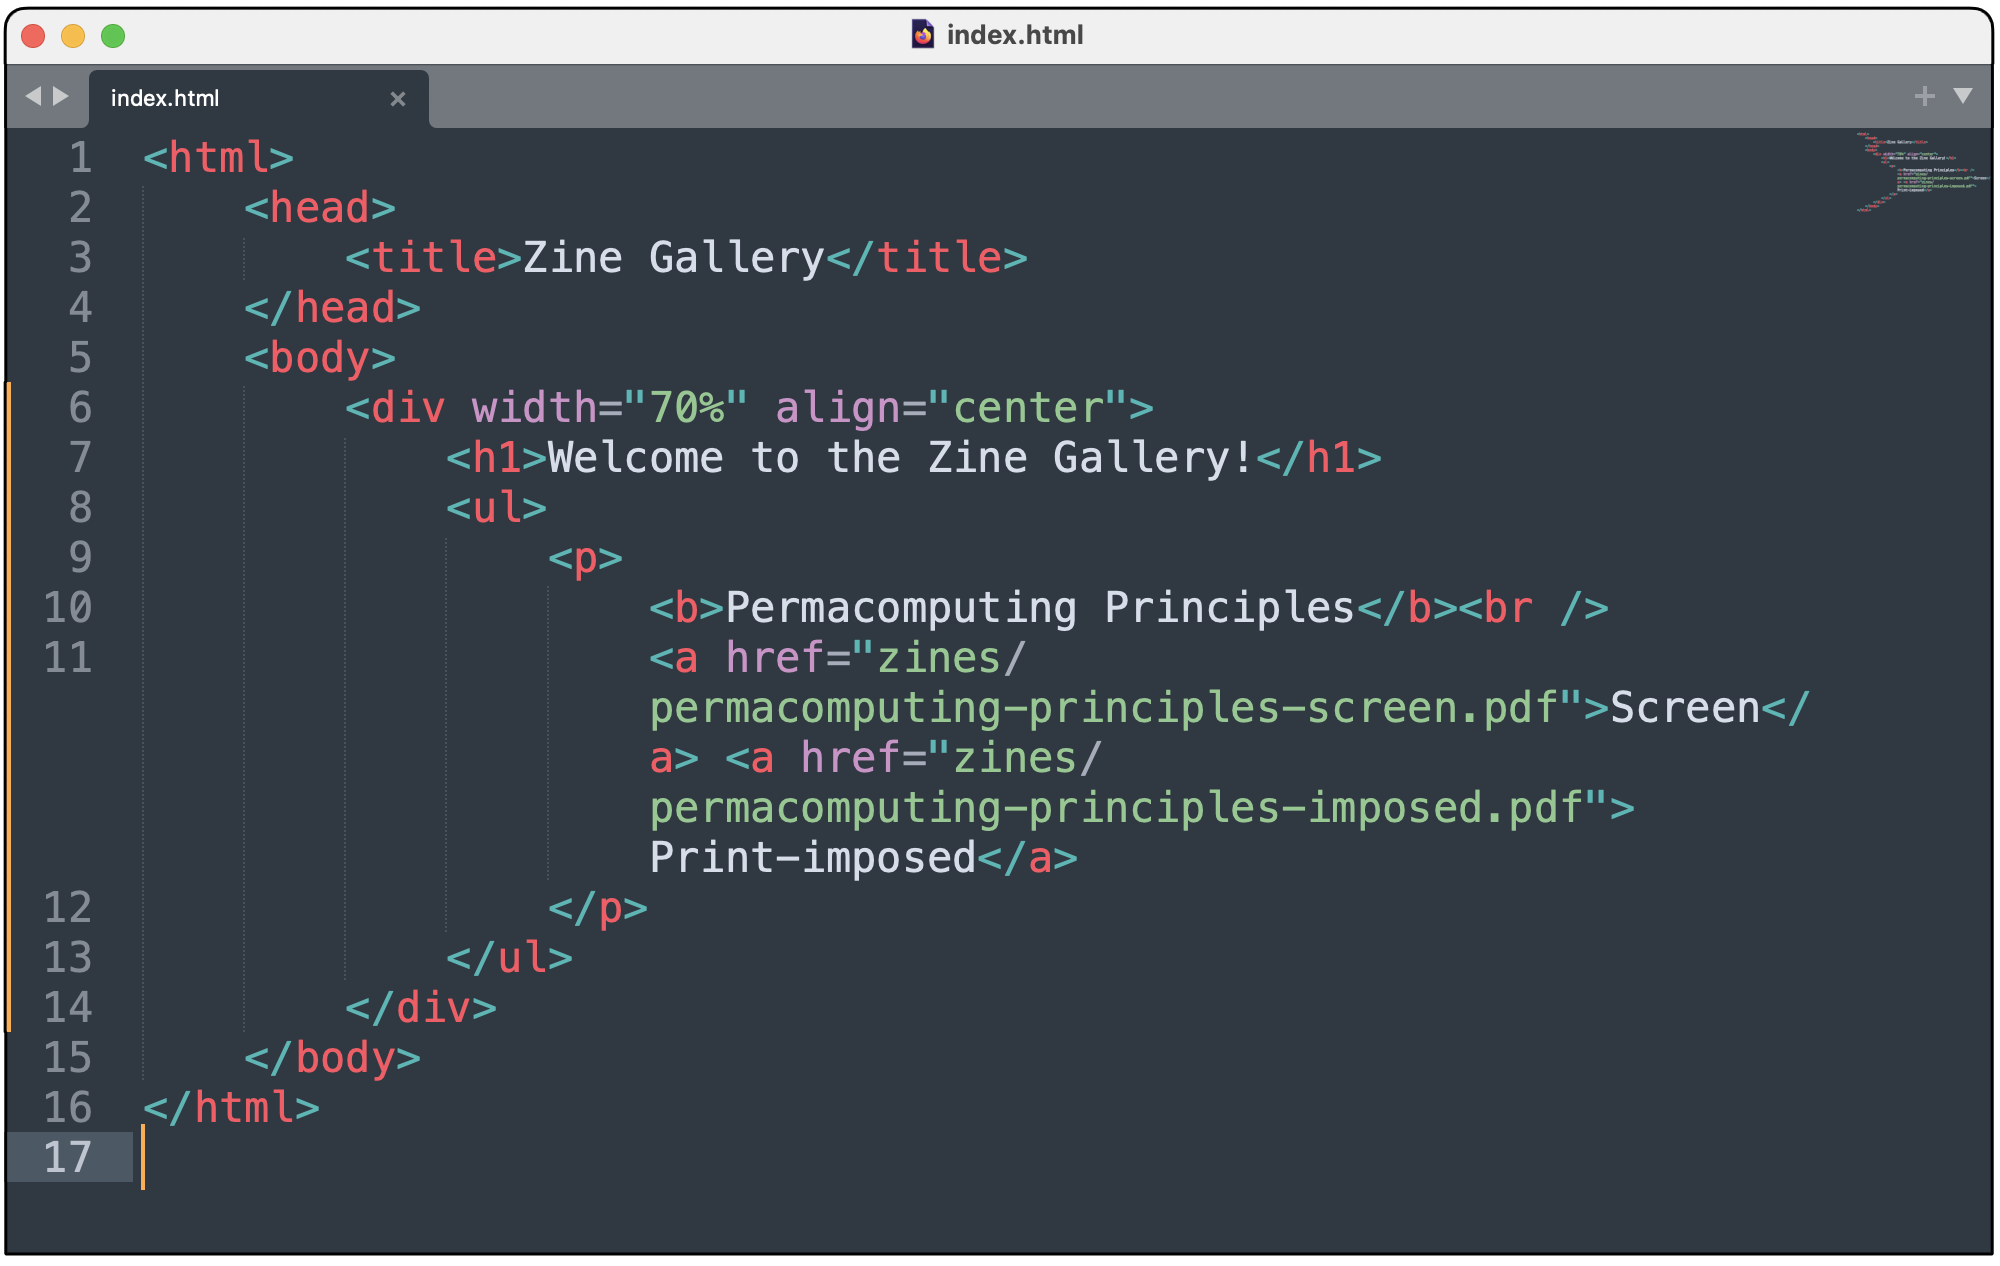 index.html
index.html
1 <html>
2 <head>
3 <title>Zine Gallery</title>
4 </head>
5 <body>
6 <div width="70%" align="center">
7 <h1>Welcome to the Zine Gallery!</h1>
8 <ul>
9 <p>
10 <b>Permacomputing Principles</b><br />
11 <a href="zines/
permacomputing-principles-screen.pdf">Screen</
a> <a href="zines/
permacomputing-principles-imposed.pdf">
Print-imposed</a>
12 </p>
13 </ul>
14 </div>
15 </body>
16 </html>
17